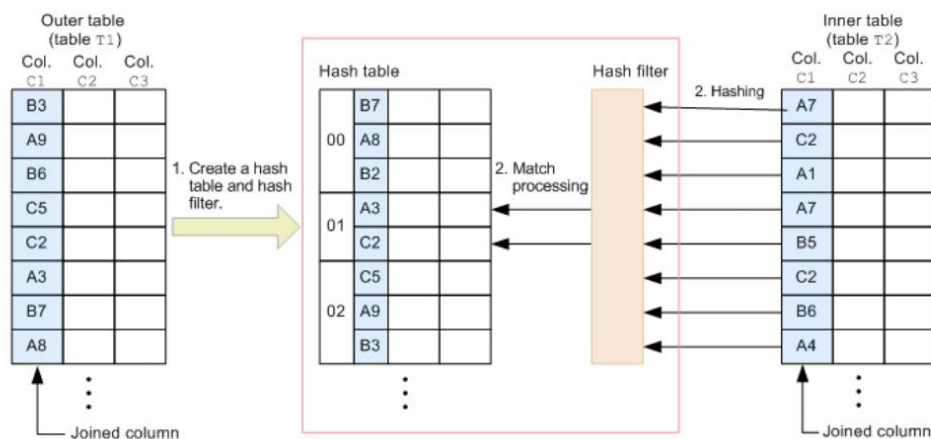 Outer table
(table T1)
Col. Col. Col.
C1 C2 C3
B3
A9
B6
C5
C2
A3
B7
A8
Joined column
1. Create a hash
table and hash
filter.
Hash table
00
B7
A8
B2
01
A3
C2
02
C5
A9
B3
2. Match
processing
Hash filter
2. Hashing
Inner table
(table T2)
Col. Col. Col.
C1 C2 C3
A7
C2
A1
A7
B5
C2
B6
A4
Joined column